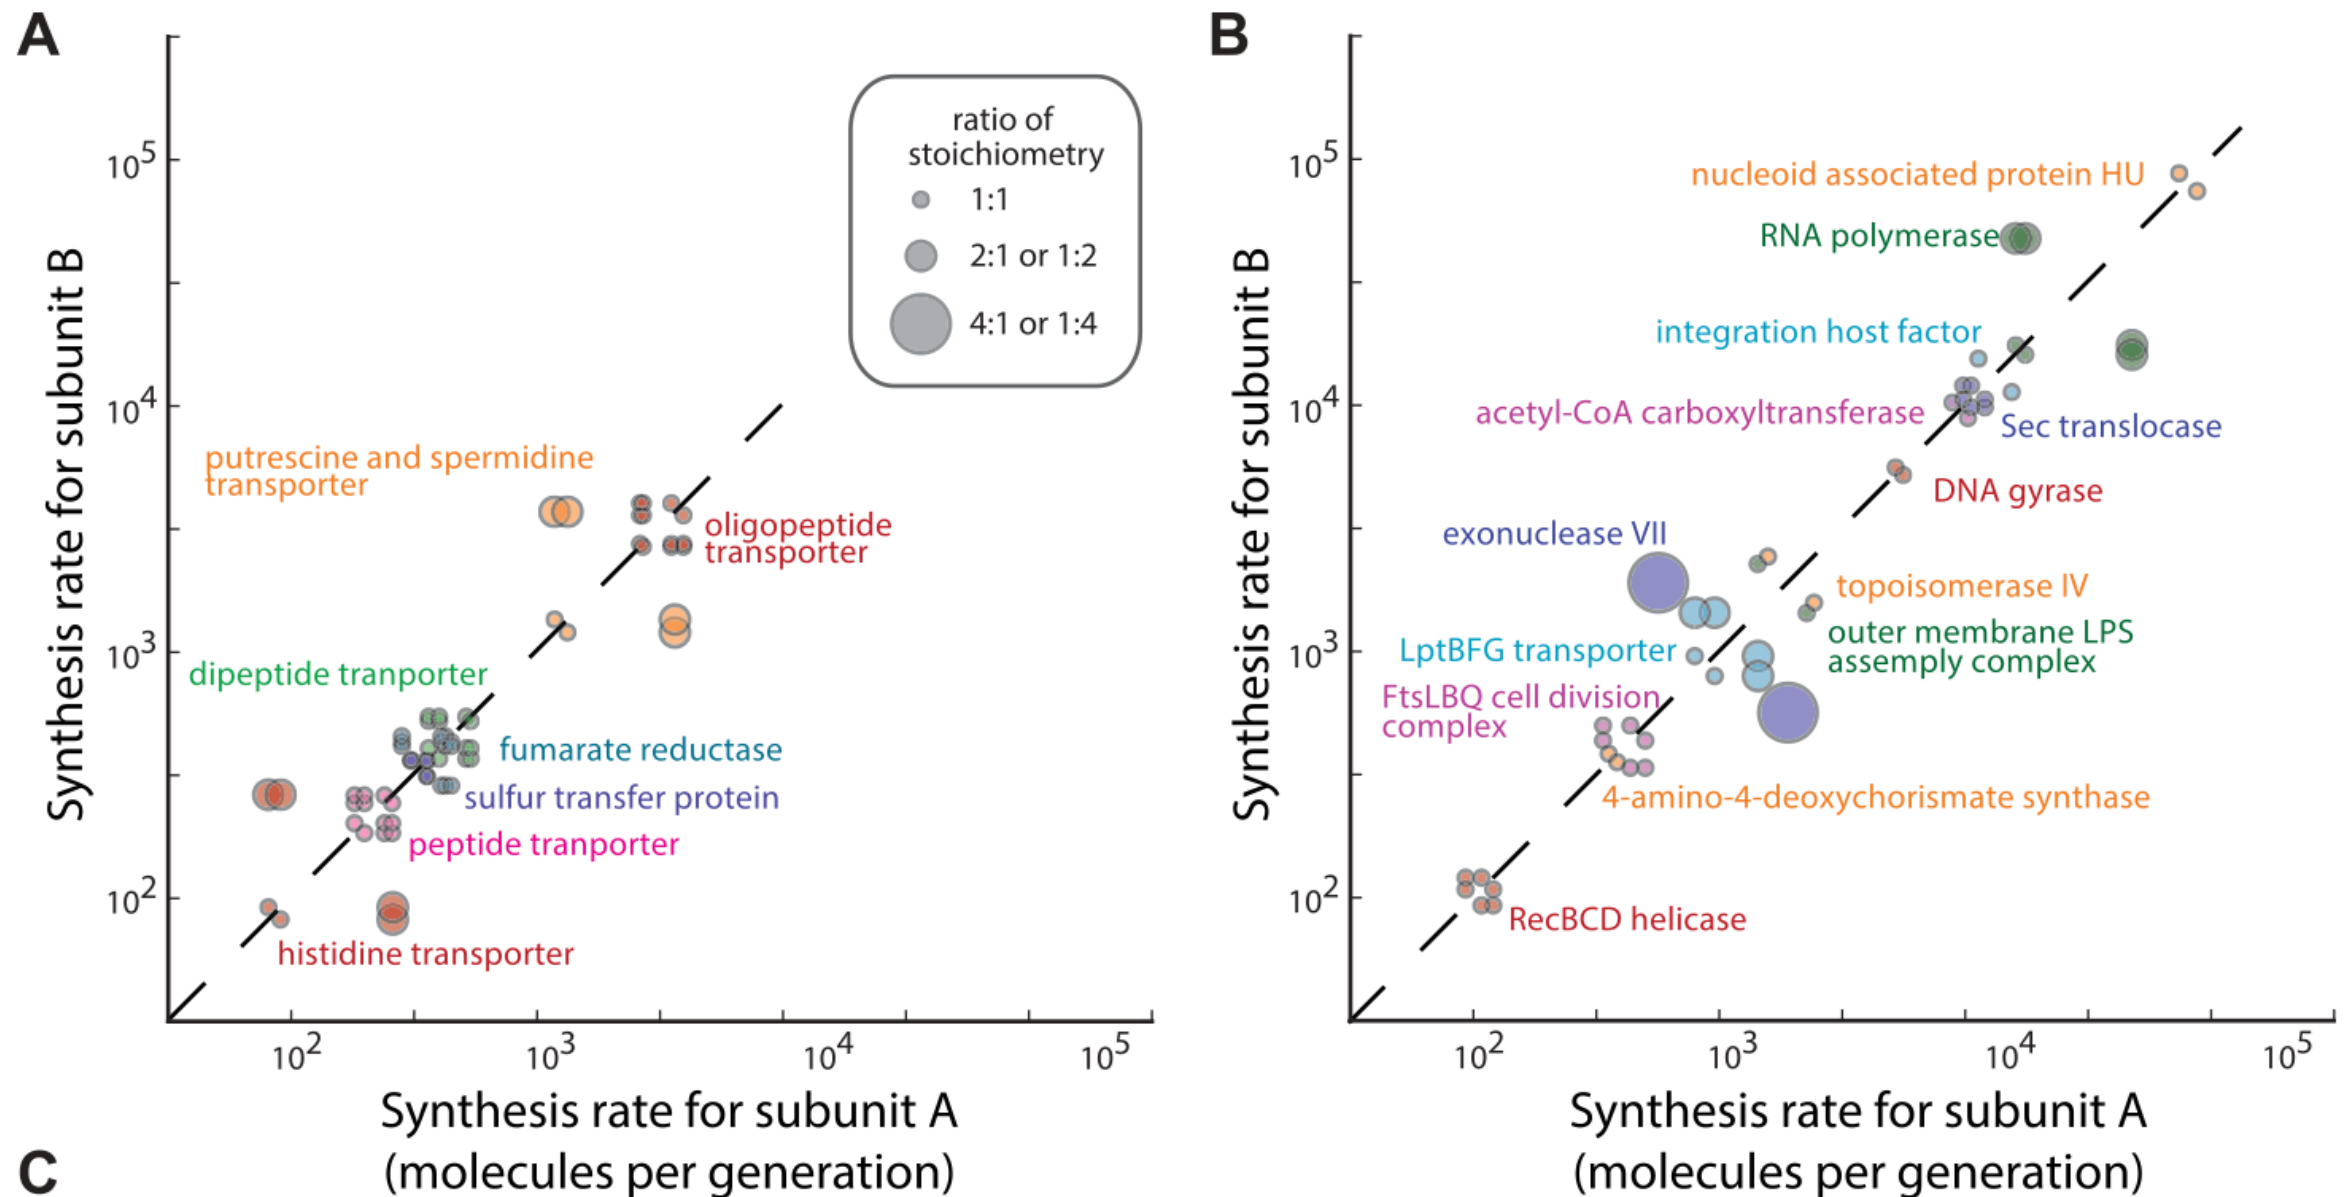 A
Synthesis rate for subunit B
10^5
10^4
10^3
10^2
ratio of
stoichiometry
1:1
2:1 or 1:2
4:1 or 1:4
putrescine and spermidine
transporter
oligopeptide
transporter
dipeptide tranporter
fumarate reductase
sulfur transfer protein
peptide tranporter
histidine transporter
10^2 10^3 10^4 10^5
Synthesis rate for subunit A
(molecules per generation)
B
Synthesis rate for subunit B
10^5
10^4
10^3
10^2
nucleoid associated protein HU
RNA polymerase
integration host factor
acetyl-CoA carboxyltransferase
Sec translocase
DNA gyrase
exonuclease VII
topoisomerase IV
outer membrane LPS
assemply complex
LptBFG transporter
FtsLBQ cell division
complex
4-amino-4-deoxychorismate synthase
RecBCD helicase
10^2 10^3 10^4 10^5
Synthesis rate for subunit A
(molecules per generation)
C